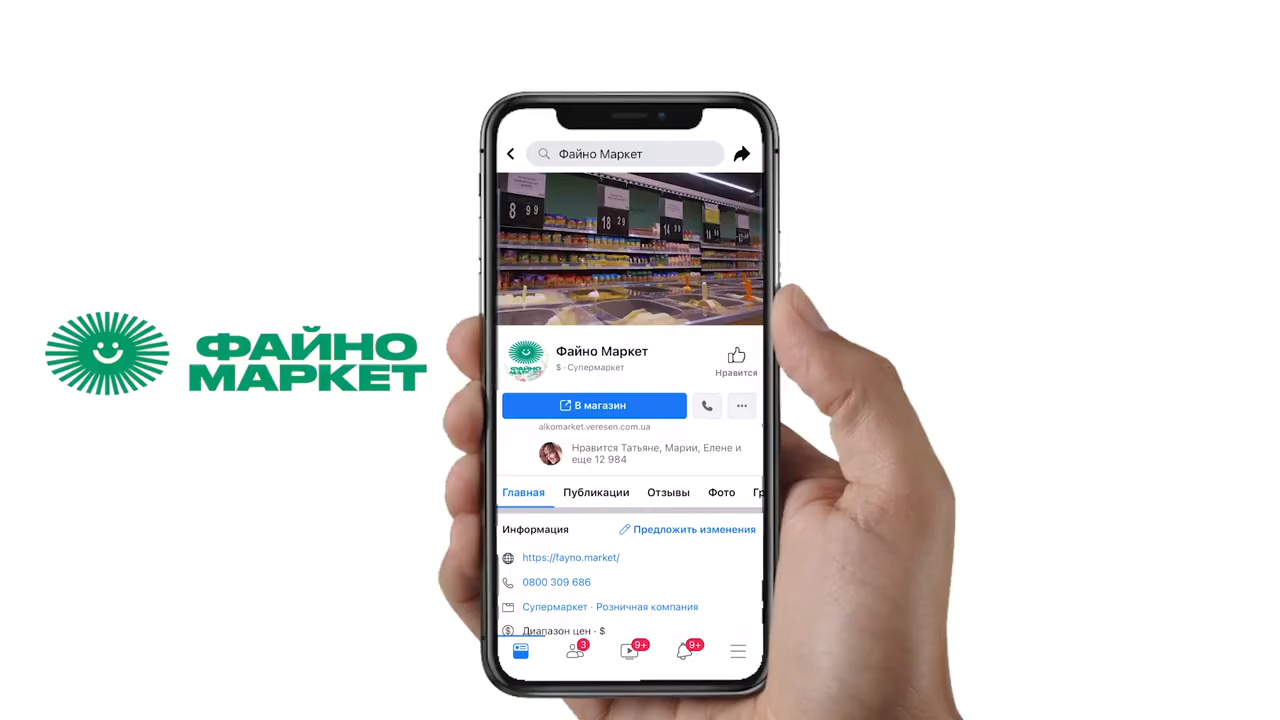 ФАЙНО
МАРКЕТ
Файно Маркет
8 99
18 29
14 99
Файно Маркет
$ · Супермаркет
Нравится
В магазин
alkomarket.veresen.com.ua
Нравится Татьяне, Марии, Елене и
еще 12 984
Главная Публикации Отзывы Фото Гр
Информация
Предложить изменения
https://fayno.market/
0800 309 686
Супермаркет · Розничная компания
Диапазон цен · $
3 9+ 9+